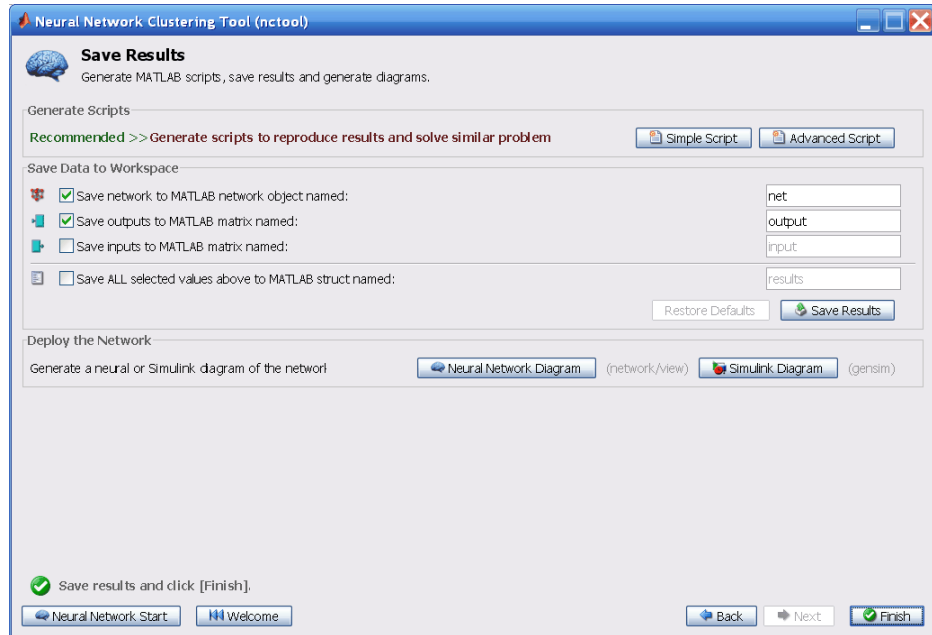 Neural Network Clustering Tool (nctool)
Save Results
Generate MATLAB scripts, save results and generate diagrams.
Generate Scripts
Recommended >> Generate scripts to reproduce results and solve similar problem
Simple Script
Advanced Script
Save Data to Workspace
Save network to MATLAB network object named:
net
Save outputs to MATLAB matrix named:
output
Save inputs to MATLAB matrix named:
input
Save ALL selected values above to MATLAB struct named:
results
Restore Defaults
Save Results
Deploy the Network
Generate a neural or Simulink diagram of the network
Neural Network Diagram
(network/view)
Simulink Diagram
(gensim)
Save results and click [Finish].
Neural Network Start
Welcome
Back
Next
Finish